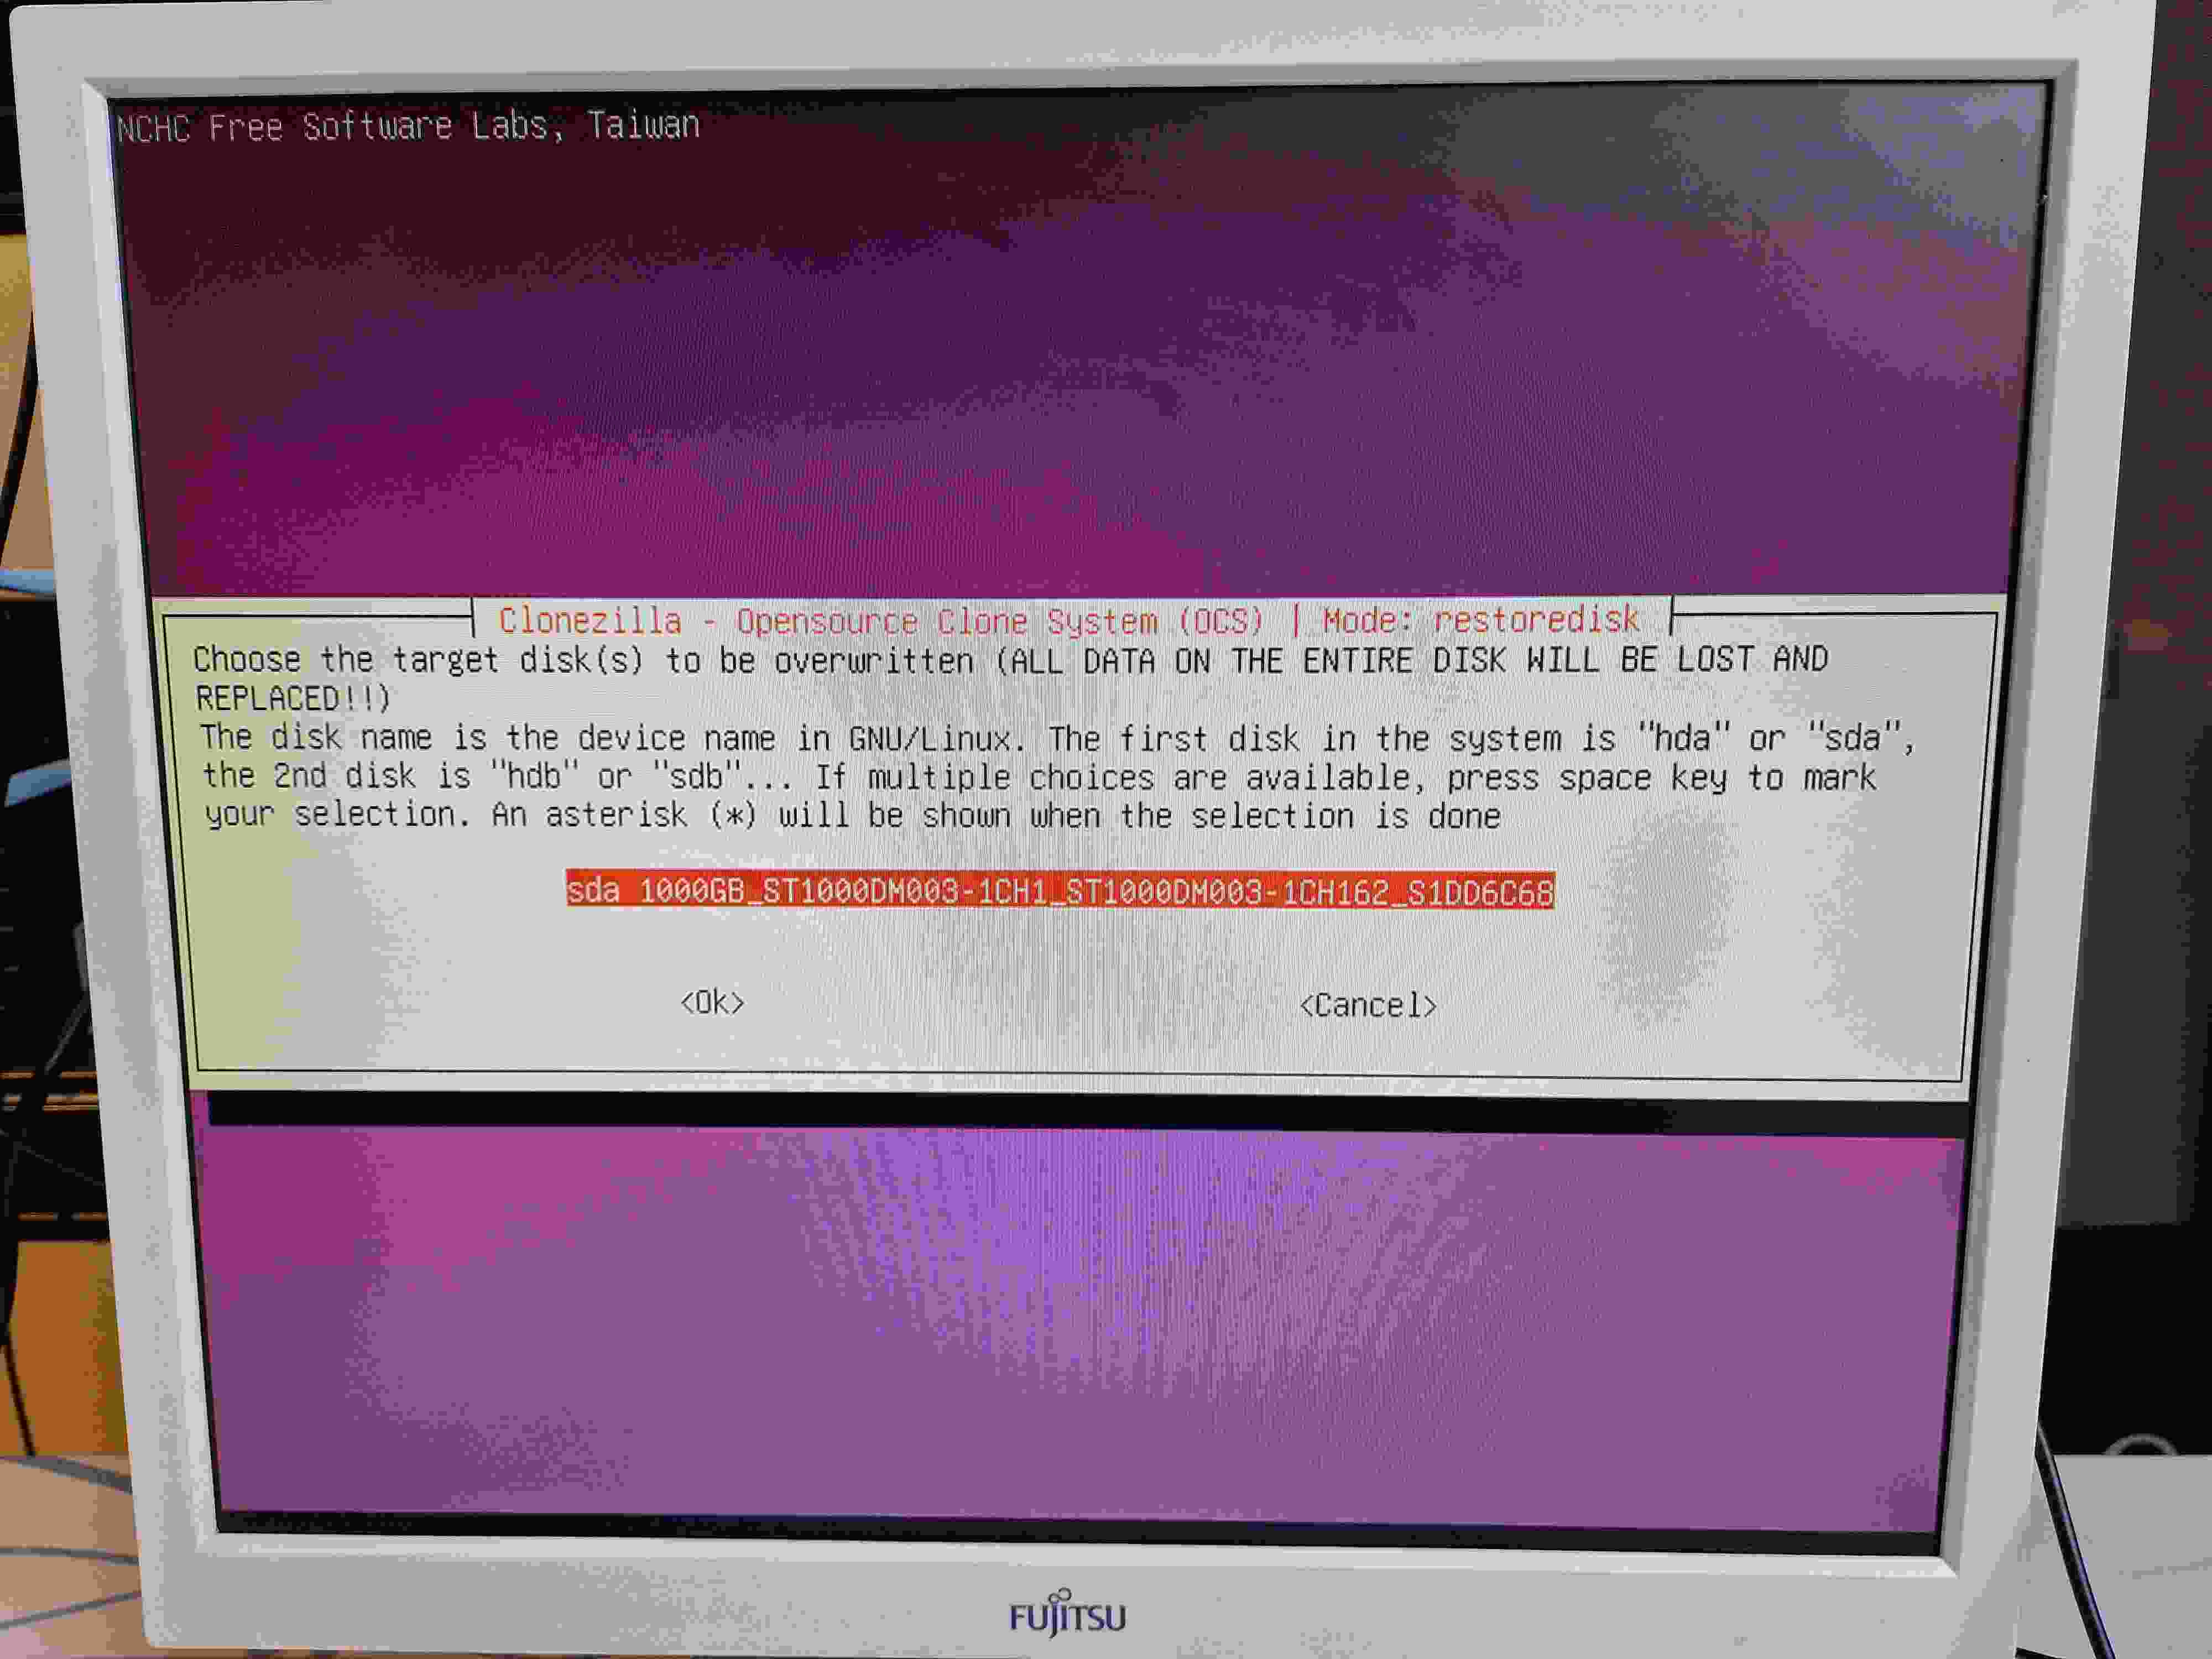 NCHC Free Software Labs, Taiwan
Clonezilla - Opensource Clone System (OCS) | Mode: restoredisk
Choose the target disk(s) to be overwritten (ALL DATA ON THE ENTIRE DISK WILL BE LOST AND
REPLACED!!)
The disk name is the device name in GNU/Linux. The first disk in the system is "hda" or "sda",
the 2nd disk is "hdb" or "sdb"... If multiple choices are available, press space key to mark
your selection. An asterisk (*) will be shown when the selection is done
sda 1000GB_ST1000DM003-1CH1_ST1000DM003-1CH162_S1DD6C68
<Ok> <Cancel>
FUJITSU